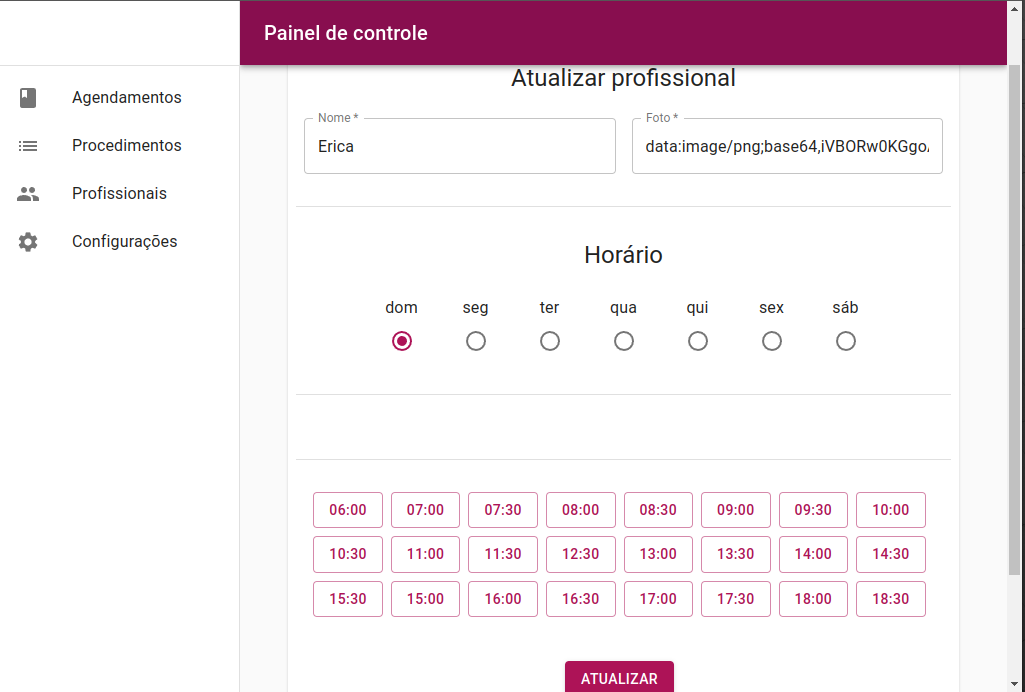 Painel de controle
Agendamentos
Procedimentos
Profissionais
Configurações
Atualizar profissional
Nome *
Erica
Foto *
data:image/png;base64,iVBORw0KGgo
Horário
dom seg ter qua qui sex sáb
06:00 07:00 07:30 08:00 08:30 09:00 09:30 10:00
10:30 11:00 11:30 12:30 13:00 13:30 14:00 14:30
15:30 15:00 16:00 16:30 17:00 17:30 18:00 18:30
ATUALIZAR